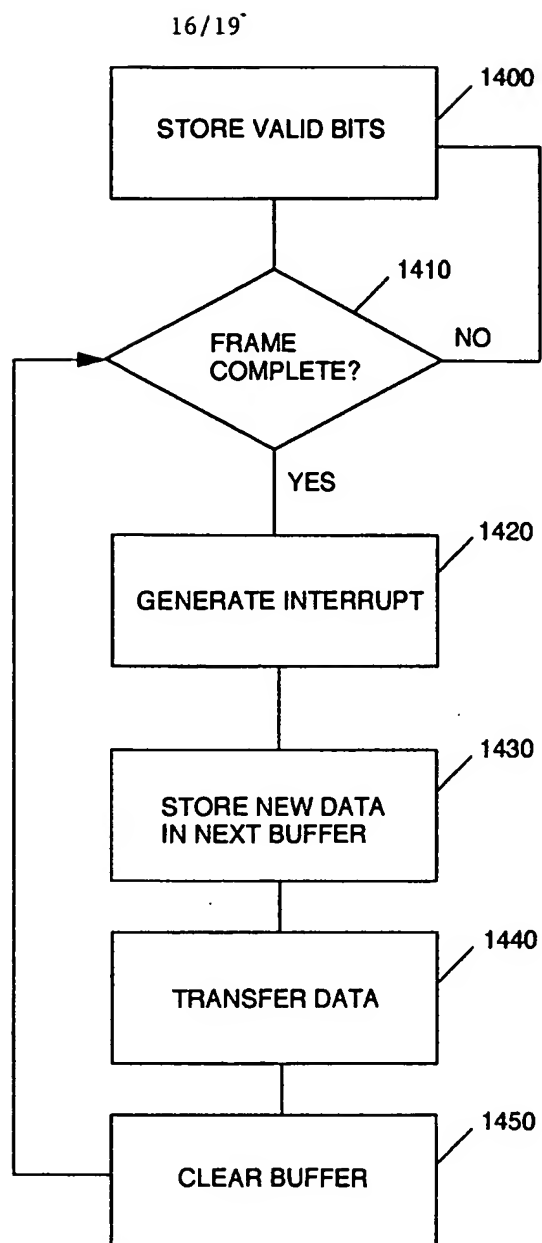 16/19
1400
STORE VALID BITS
1410
FRAME
COMPLETE?
NO
YES
1420
GENERATE INTERRUPT
1430
STORE NEW DATA
IN NEXT BUFFER
1440
TRANSFER DATA
1450
CLEAR BUFFER